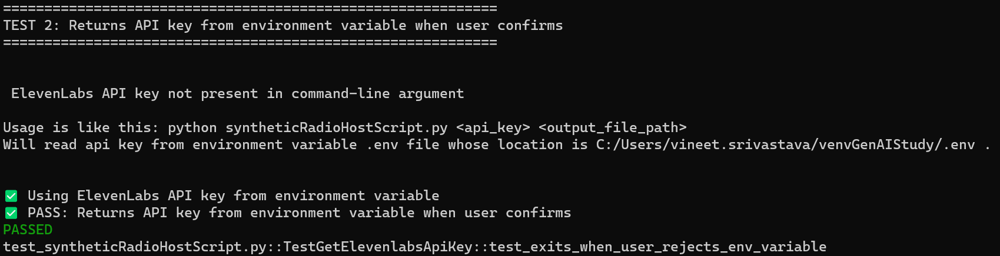 ============================================================
TEST 2: Returns API key from environment variable when user confirms
============================================================
ElevenLabs API key not present in command-line argument
Usage is like this: python syntheticRadioHostScript.py <api_key> <output_file_path>
Will read api key from environment variable .env file whose location is C:/Users/vineet.srivastava/venvGenAIStudy/.env .
✅ Using ElevenLabs API key from environment variable
✅ PASS: Returns API key from environment variable when user confirms
PASSED
test_syntheticRadioHostScript.py::TestGetElevenlabsApiKey::test_exits_when_user_rejects_env_variable